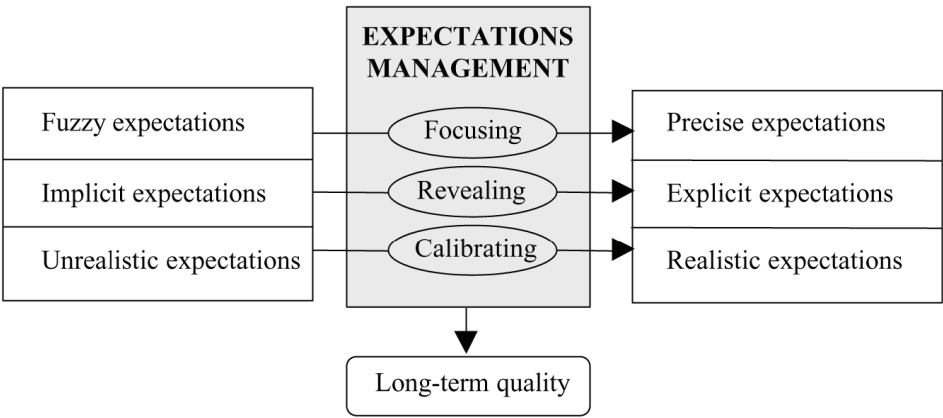 EXPECTATIONS
MANAGEMENT
Fuzzy expectations
Focusing
Precise expectations
Implicit expectations
Revealing
Explicit expectations
Unrealistic expectations
Calibrating
Realistic expectations
Long-term quality